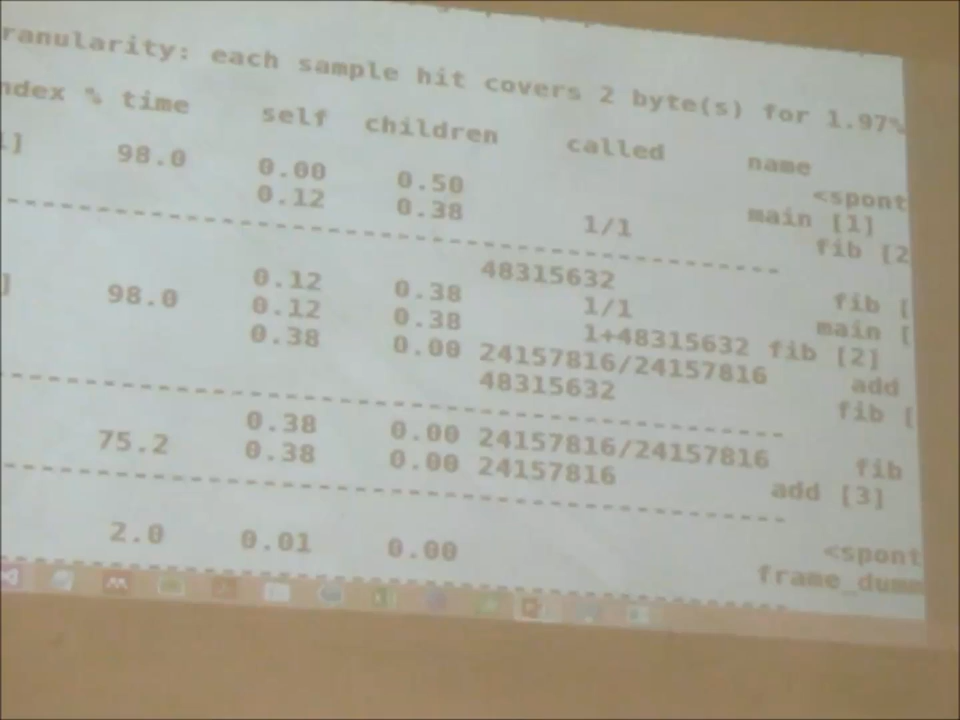 ranularity: each sample hit covers 2 byte(s) for 1.97%
ndex % time self children called name
<spont
1] 98.0 0.00 0.50 main [1]
0.12 0.38 1/1 fib [2
-----------------------------------------------
48315632 fib [
0.12 0.38 1/1 main [
] 98.0 0.12 0.38 1+48315632 fib [2]
0.38 0.00 24157816/24157816 add
48315632 fib [
-----------------------------------------------
0.38 0.00 24157816/24157816 fib
75.2 0.38 0.00 24157816 add [3]
-----------------------------------------------
<spont
2.0 0.01 0.00 frame_dumm
-----------------------------------------------